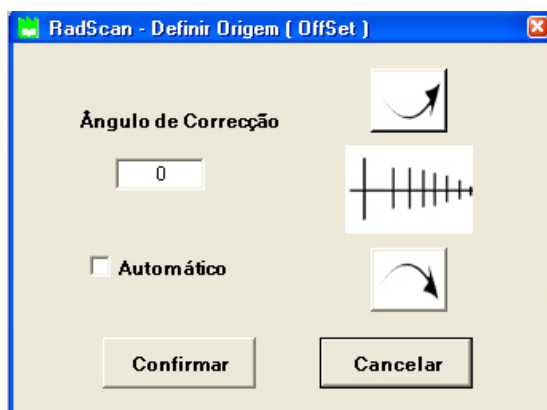 RadScan - Definir Origem ( OffSet )
Ângulo de Correcção
0
Automático
Confirmar
Cancelar